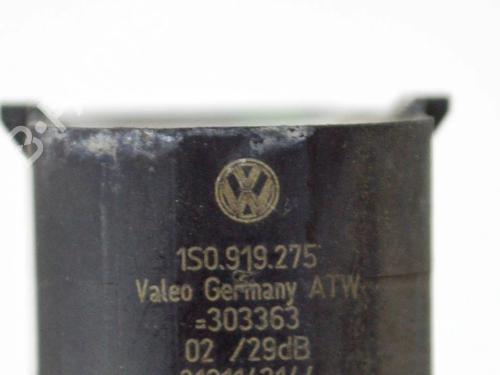 1S0.919.275
Valeo Germany ATW
=303363
02 /29dB